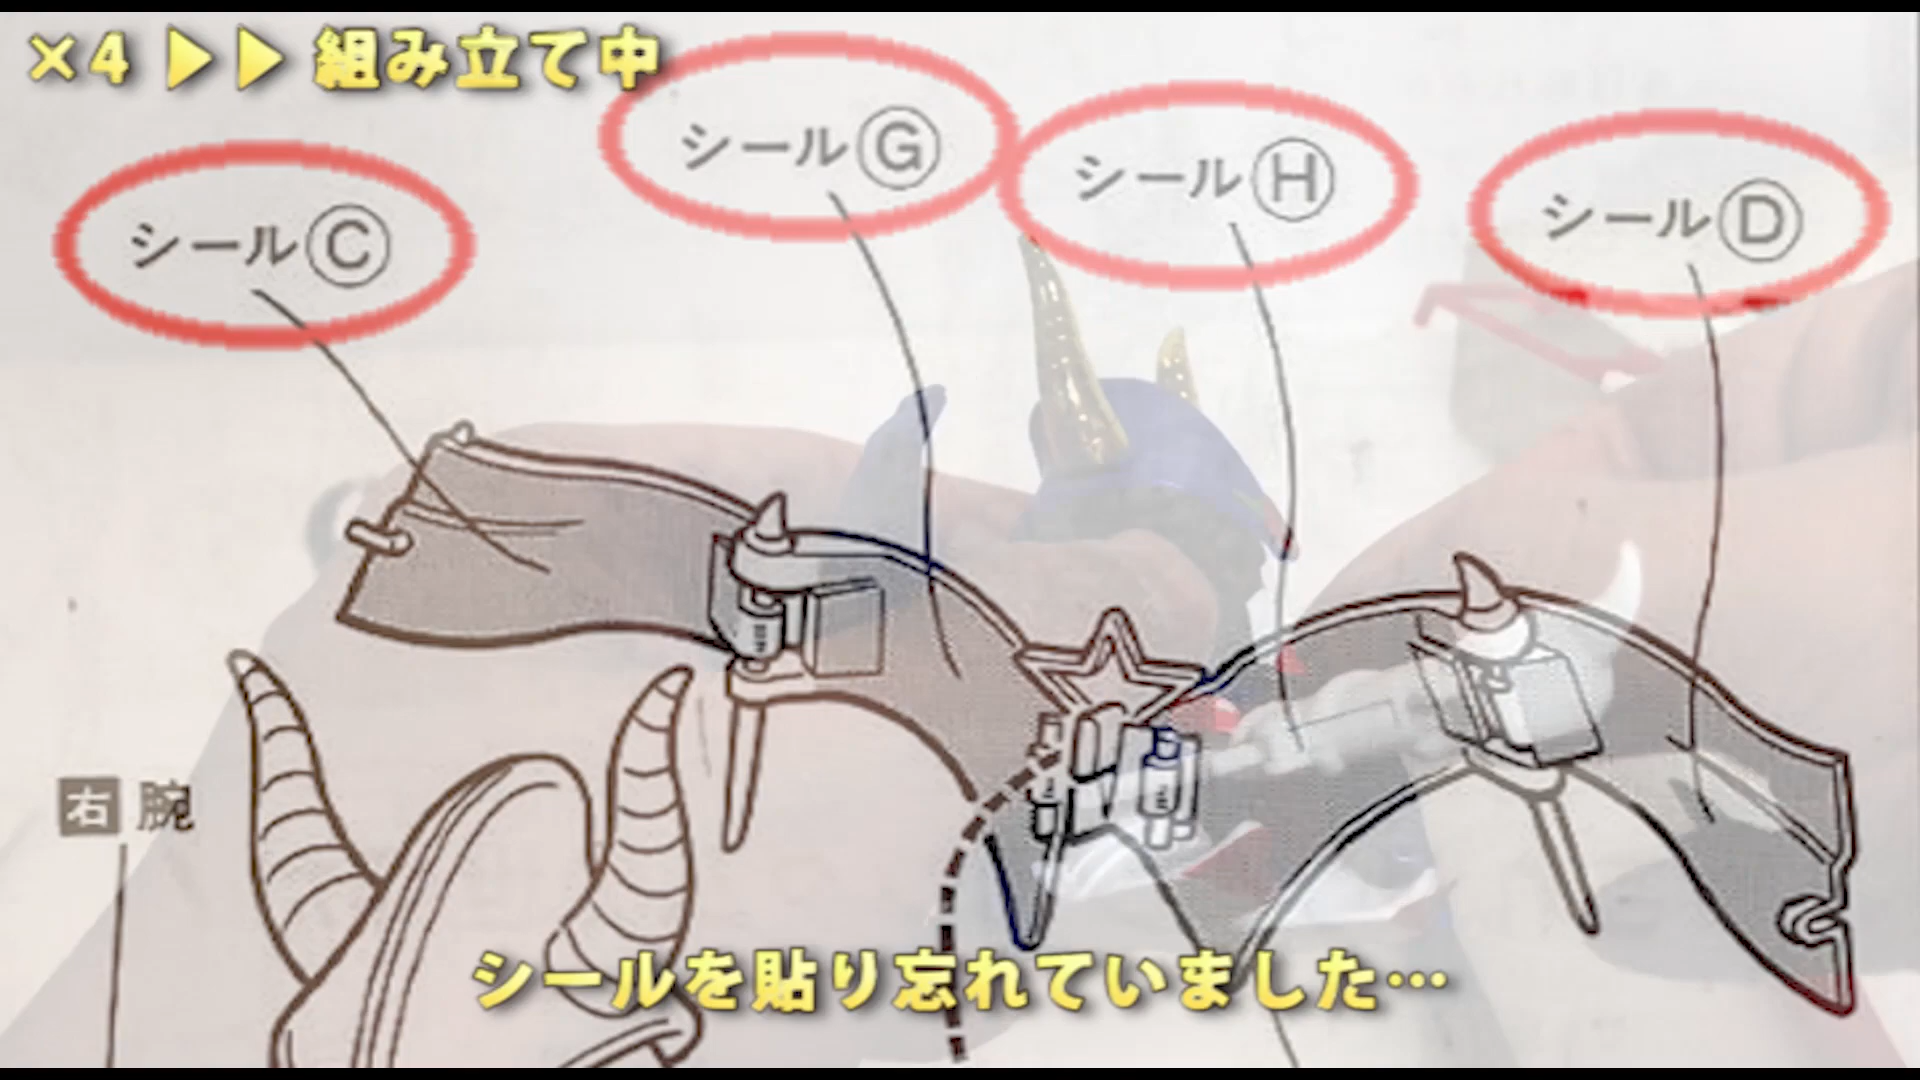 ×4 ▶▶ 組み立て中
シールⒼ
シールⒽ
シールⒹ
シールⒸ
右 腕
シールを貼り忘れていました…